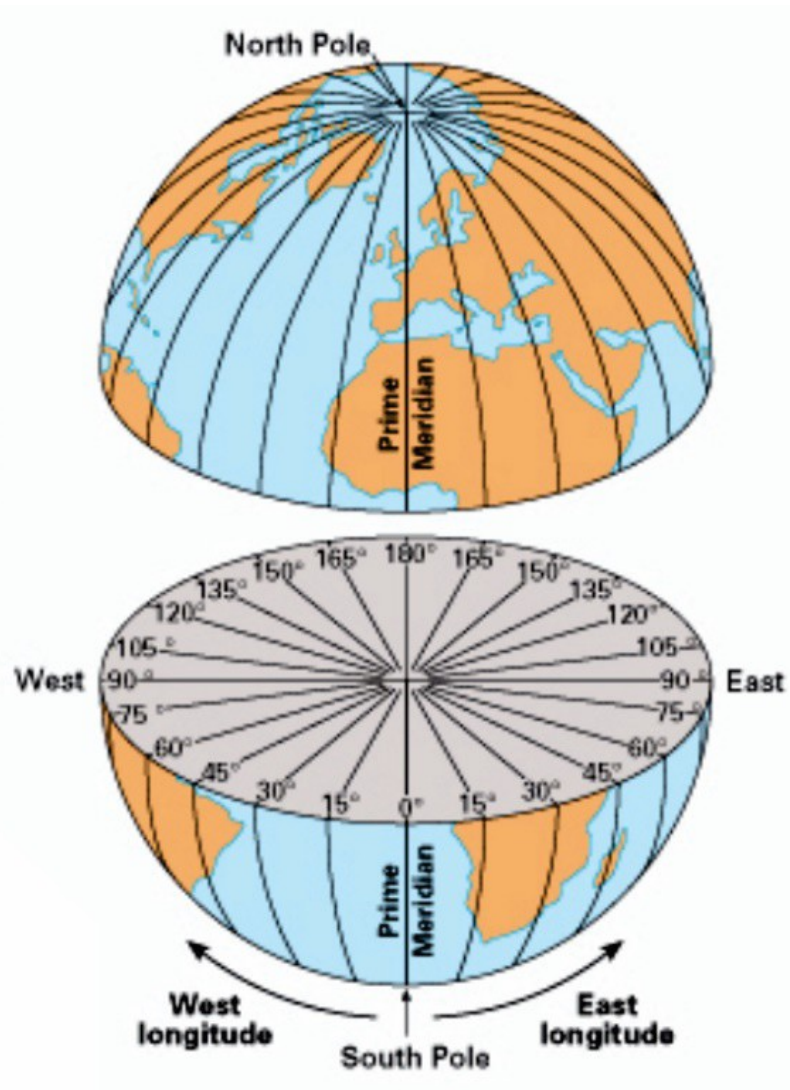 North Pole
Prime
Meridian
180°
165° 165°
150° 150°
135° 135°
120° 120°
105° 105°
West 90° 90° East
75° 75°
60° 60°
45° 45°
30° 30°
15° 0° 15°
Prime
Meridian
West
longitude
East
longitude
South Pole